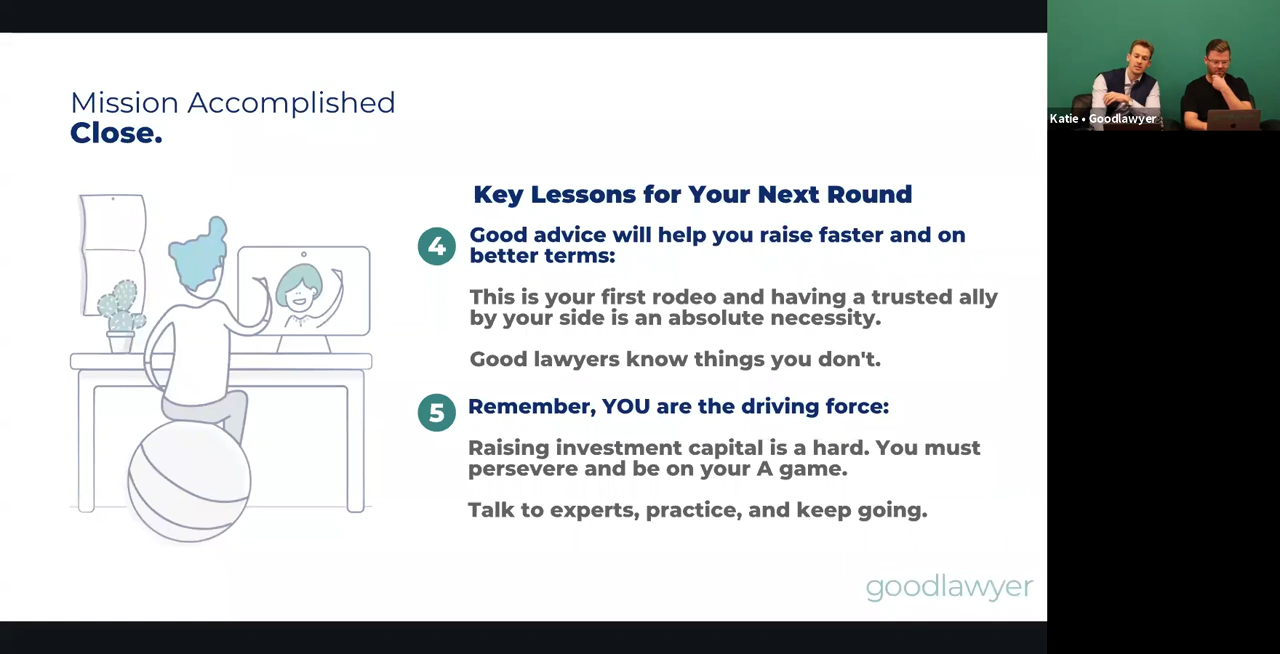 Mission Accomplished
Close.
Key Lessons for Your Next Round
4
Good advice will help you raise faster and on
better terms:
This is your first rodeo and having a trusted ally
by your side is an absolute necessity.
Good lawyers know things you don't.
5
Remember, YOU are the driving force:
Raising investment capital is a hard. You must
persevere and be on your A game.
Talk to experts, practice, and keep going.
goodlawyer
Katie • Goodlawyer